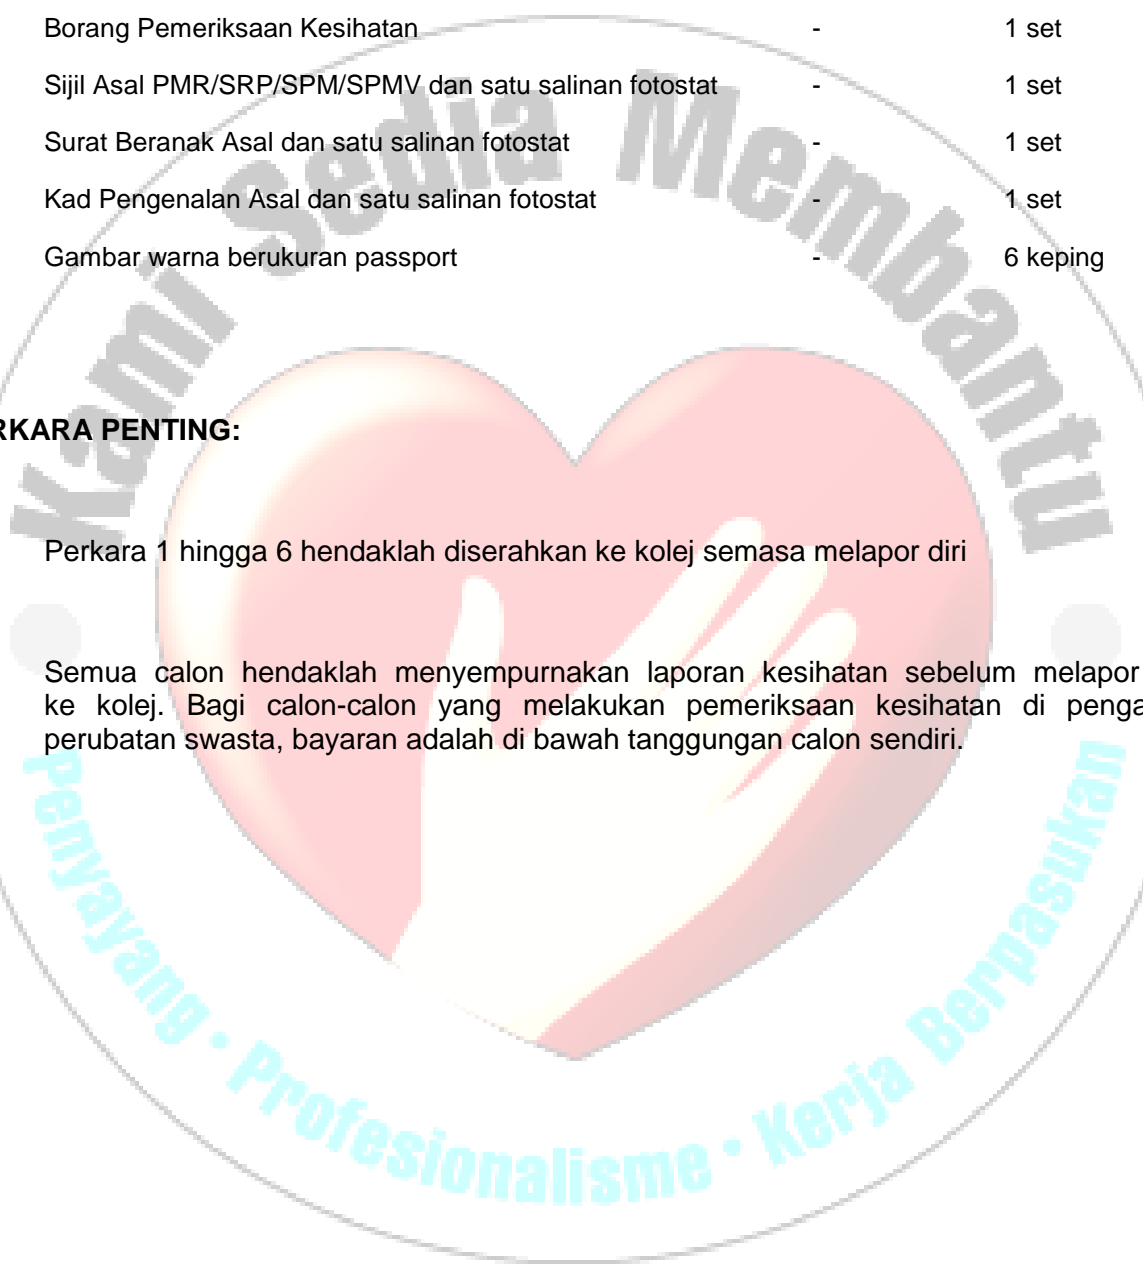 Borang Pemeriksaan Kesihatan - 1 set
Sijil Asal PMR/SRP/SPM/SPMV dan satu salinan fotostat - 1 set
Surat Beranak Asal dan satu salinan fotostat - 1 set
Kad Pengenalan Asal dan satu salinan fotostat - 1 set
Gambar warna berukuran passport - 6 keping
RKARA PENTING:
Perkara 1 hingga 6 hendaklah diserahkan ke kolej semasa melapor diri
Semua calon hendaklah menyempurnakan laporan kesihatan sebelum melapor
ke kolej. Bagi calon-calon yang melakukan pemeriksaan kesihatan di penga
perubatan swasta, bayaran adalah di bawah tanggungan calon sendiri.
Kami Sedia Membantu
Penyayang • Profesionalisme • Kerja Berpasukan